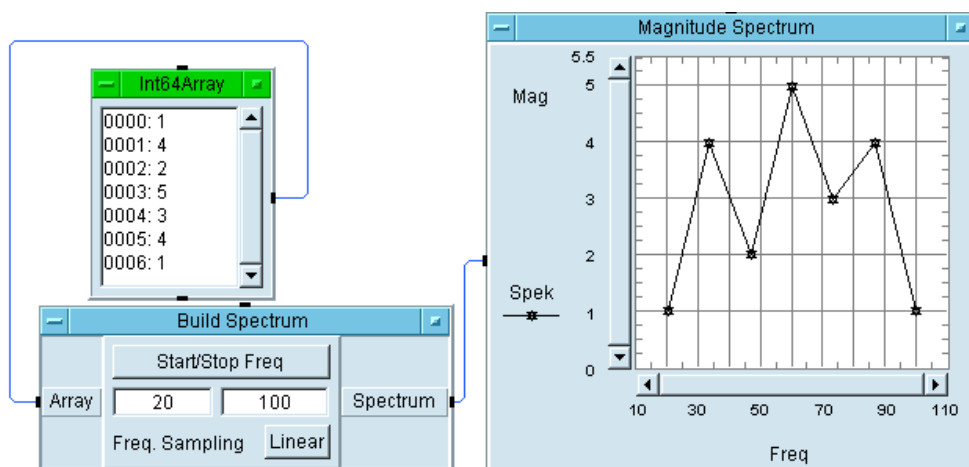 Int64Array
0000: 1
0001: 4
0002: 2
0003: 5
0004: 3
0005: 4
0006: 1
Build Spectrum
Start/Stop Freq
Array
20
100
Spectrum
Freq. Sampling
Linear
Magnitude Spectrum
Mag
Spek
5.5
5
4
3
2
1
0
10 30 50 70 90 110
Freq